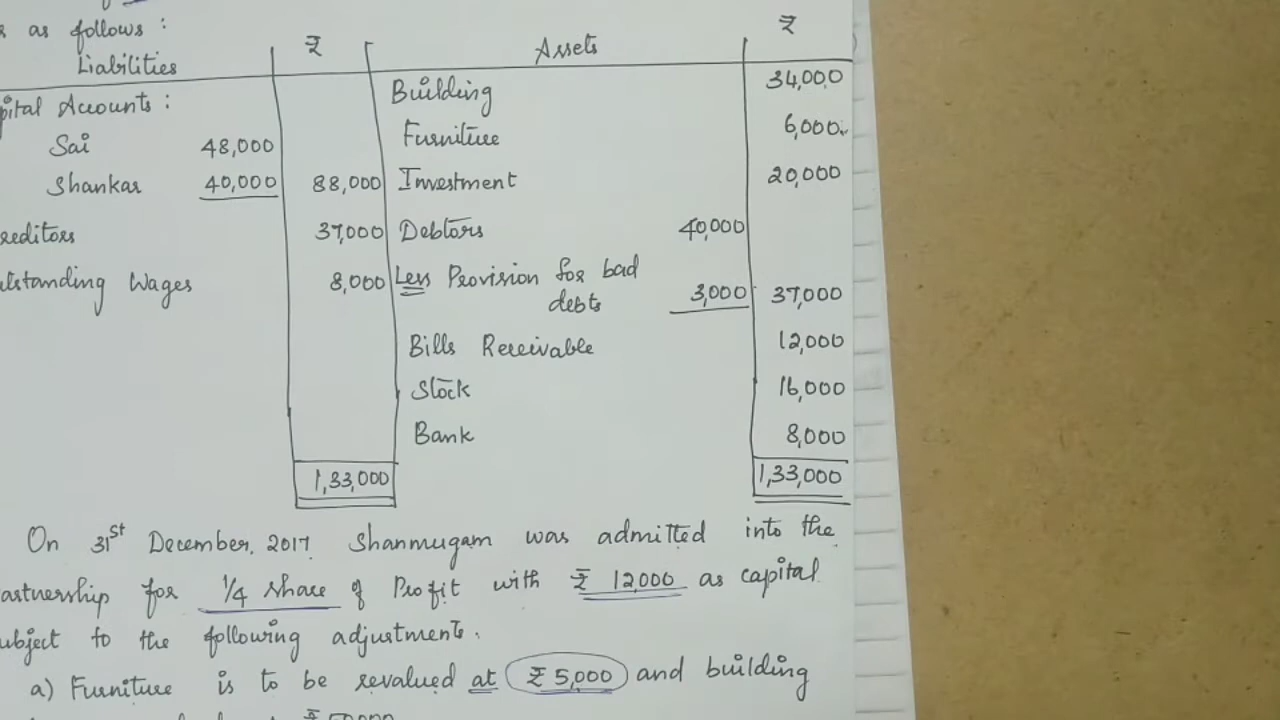 as follows :
Liabilities ₹ Assets ₹
pital Accounts : Building 34,000
Sai 48,000 Furniture 6,000
Shankar 40,000 88,000 Investment 20,000
reditors 37,000 Debtors 40,000
utstanding Wages 8,000 Less Provision for bad
debts 3,000 37,000
Bills Receivable 12,000
Stock 16,000
Bank 8,000
1,33,000 1,33,000
On 31st December, 2017 Shanmugam was admitted into the
artnership for 1/4 share of Profit with ₹ 12,000 as capital
ubject to the following adjustments.
a) Furniture is to be revalued at ₹ 5,000 and building